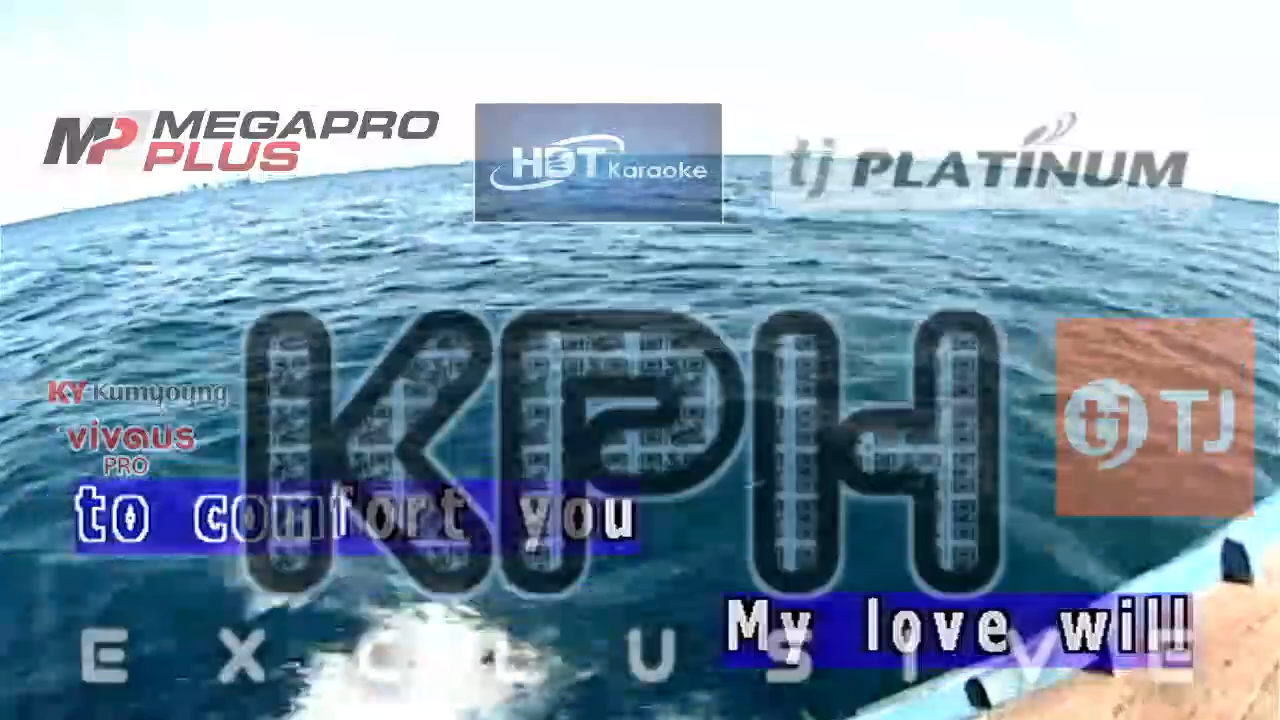 MP MEGAPRO
PLUS
HDT Karaoke
tj PLATINUM
KPH
KY Kumyoung
vivaus
PRO
tj TJ
to comfort you
My love will
EXCLUSIVE